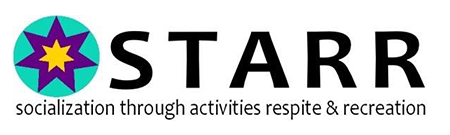 STARR
socialization through activities respite & recreation